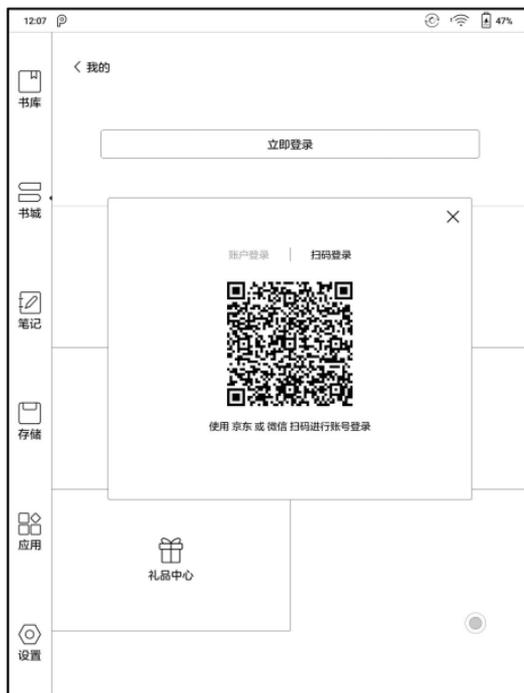 12:07
47%
书库
书城
笔记
存储
应用
设置
我的
立即登录
账户登录
扫码登录
使用 京东 或 微信 扫码进行账号登录
礼品中心